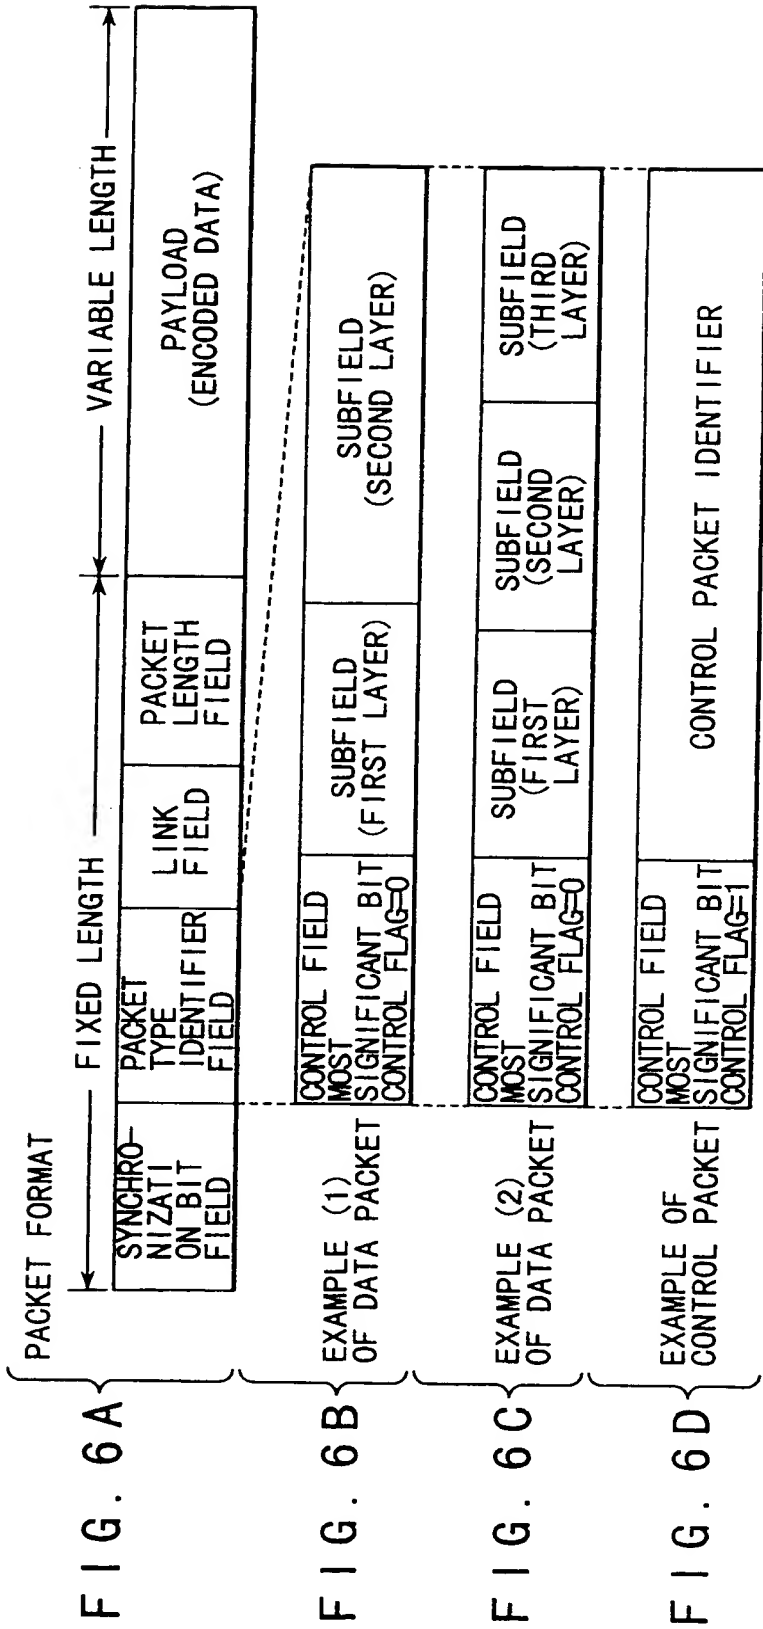 FIG. 6A
PACKET FORMAT
FIXED LENGTH
VARIABLE LENGTH
SYNCHRO-
NIZATI
ON BIT
FIELD
PACKET
TYPE
IDENTIFIER
FIELD
LINK
FIELD
PACKET
LENGTH
FIELD
PAYLOAD
(ENCODED DATA)
FIG. 6B
EXAMPLE (1)
OF DATA PACKET
CONTROL FIELD
MOST
SIGNIFICANT BIT
CONTROL FLAG=0
SUBFIELD
(FIRST LAYER)
SUBFIELD
(SECOND LAYER)
FIG. 6C
EXAMPLE (2)
OF DATA PACKET
CONTROL FIELD
MOST
SIGNIFICANT BIT
CONTROL FLAG=0
SUBFIELD
(FIRST
LAYER)
SUBFIELD
(SECOND
LAYER)
SUBFIELD
(THIRD
LAYER)
FIG. 6D
EXAMPLE OF
CONTROL PACKET
CONTROL FIELD
MOST
SIGNIFICANT BIT
CONTROL FLAG=1
CONTROL PACKET IDENTIFIER